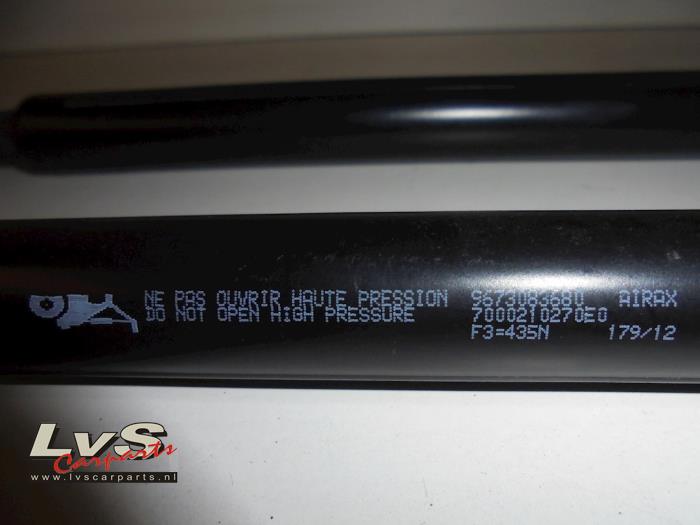 NE PAS OUVRIR HAUTE PRESSION 9673083680 AIRAX
DO NOT OPEN HIGH PRESSURE 7000210270E0
F3=435N 179/12
LvS
Carparts
www.lvscarparts.nl